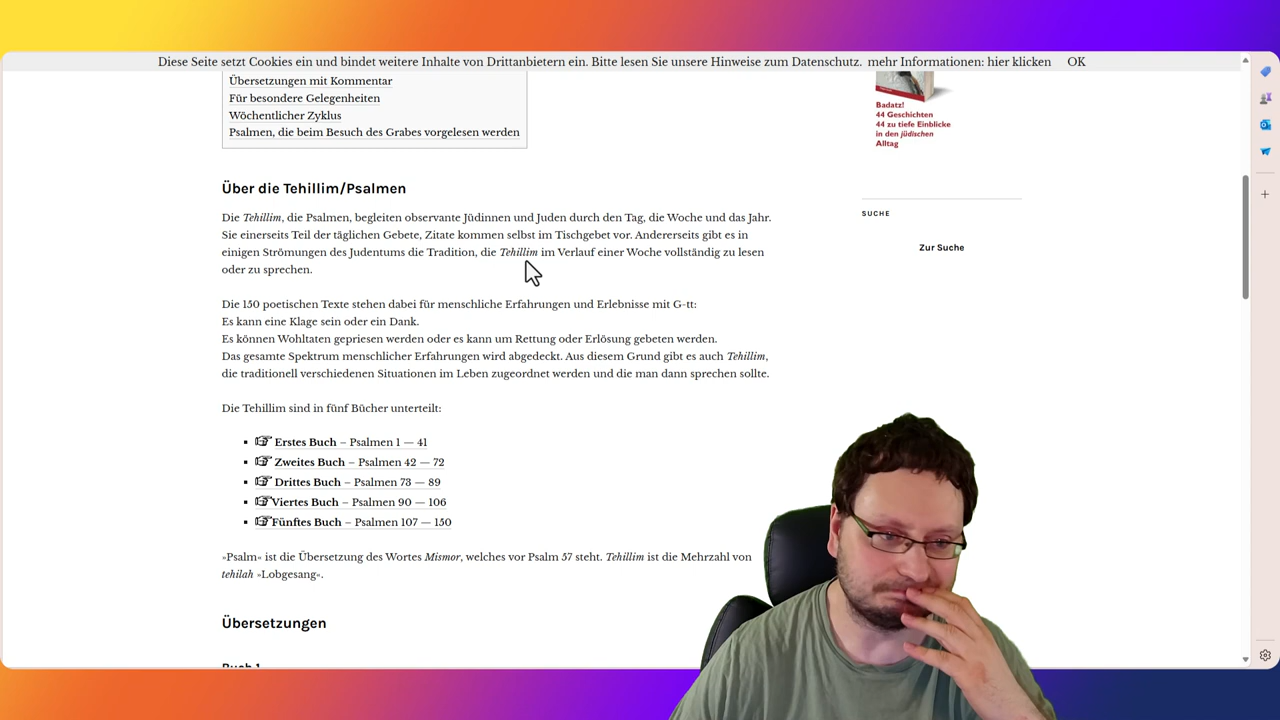 Diese Seite setzt Cookies ein und bindet weitere Inhalte von Drittanbietern ein. Bitte lesen Sie unsere Hinweise zum Datenschutz. mehr Informationen: hier klicken OK
Übersetzungen mit Kommentar
Für besondere Gelegenheiten
Wöchentlicher Zyklus
Psalmen, die beim Besuch des Grabes vorgelesen werden
Badatz!
44 Geschichten
44 zu tiefe Einblicke
in den jüdischen
Alltag
SUCHE
Zur Suche
Über die Tehillim/Psalmen
Die Tehillim, die Psalmen, begleiten observante Jüdinnen und Juden durch den Tag, die Woche und das Jahr.
Sie einerseits Teil der täglichen Gebete, Zitate kommen selbst im Tischgebet vor. Andererseits gibt es in
einigen Strömungen des Judentums die Tradition, die Tehillim im Verlauf einer Woche vollständig zu lesen
oder zu sprechen.
Die 150 poetischen Texte stehen dabei für menschliche Erfahrungen und Erlebnisse mit G-tt:
Es kann eine Klage sein oder ein Dank.
Es können Wohltaten gepriesen werden oder es kann um Rettung oder Erlösung gebeten werden.
Das gesamte Spektrum menschlicher Erfahrungen wird abgedeckt. Aus diesem Grund gibt es auch Tehillim,
die traditionell verschiedenen Situationen im Leben zugeordnet werden und die man dann sprechen sollte.
Die Tehillim sind in fünf Bücher unterteilt:
Erstes Buch – Psalmen 1 — 41
Zweites Buch – Psalmen 42 — 72
Drittes Buch – Psalmen 73 — 89
Viertes Buch – Psalmen 90 — 106
Fünftes Buch – Psalmen 107 — 150
»Psalm« ist die Übersetzung des Wortes Mismor, welches vor Psalm 57 steht. Tehillim ist die Mehrzahl von
tehilah »Lobgesang«.
Übersetzungen
Buch 1